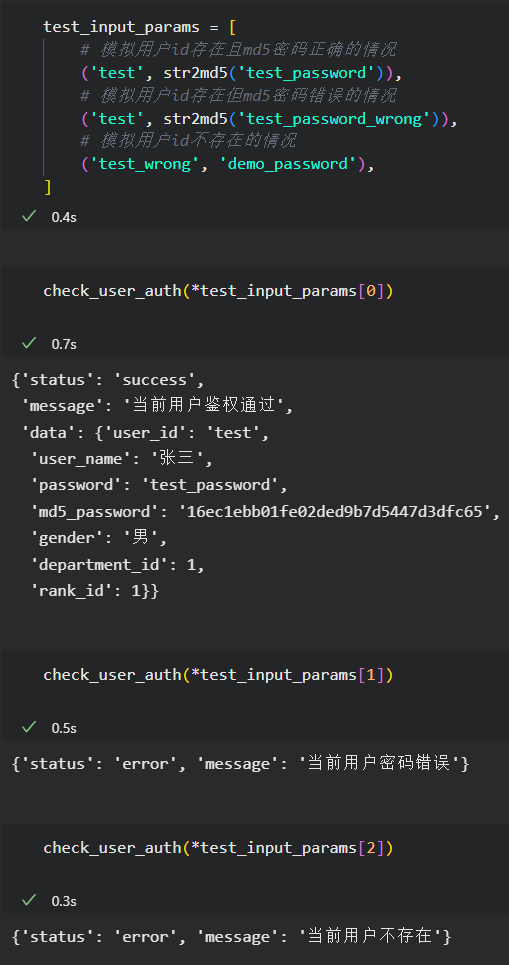 test_input_params = [
# 模拟用户id存在且md5密码正确的情况
('test', str2md5('test_password')),
# 模拟用户id存在但md5密码错误的情况
('test', str2md5('test_password_wrong')),
# 模拟用户id不存在的情况
('test_wrong', 'demo_password'),
]
0.4s
check_user_auth(*test_input_params[0])
0.7s
{'status': 'success',
'message': '当前用户鉴权通过',
'data': {'user_id': 'test',
'user_name': '张三',
'password': 'test_password',
'md5_password': '16ec1ebb01fe02ded9b7d5447d3dfc65',
'gender': '男',
'department_id': 1,
'rank_id': 1}}
check_user_auth(*test_input_params[1])
0.5s
{'status': 'error', 'message': '当前用户密码错误'}
check_user_auth(*test_input_params[2])
0.3s
{'status': 'error', 'message': '当前用户不存在'}